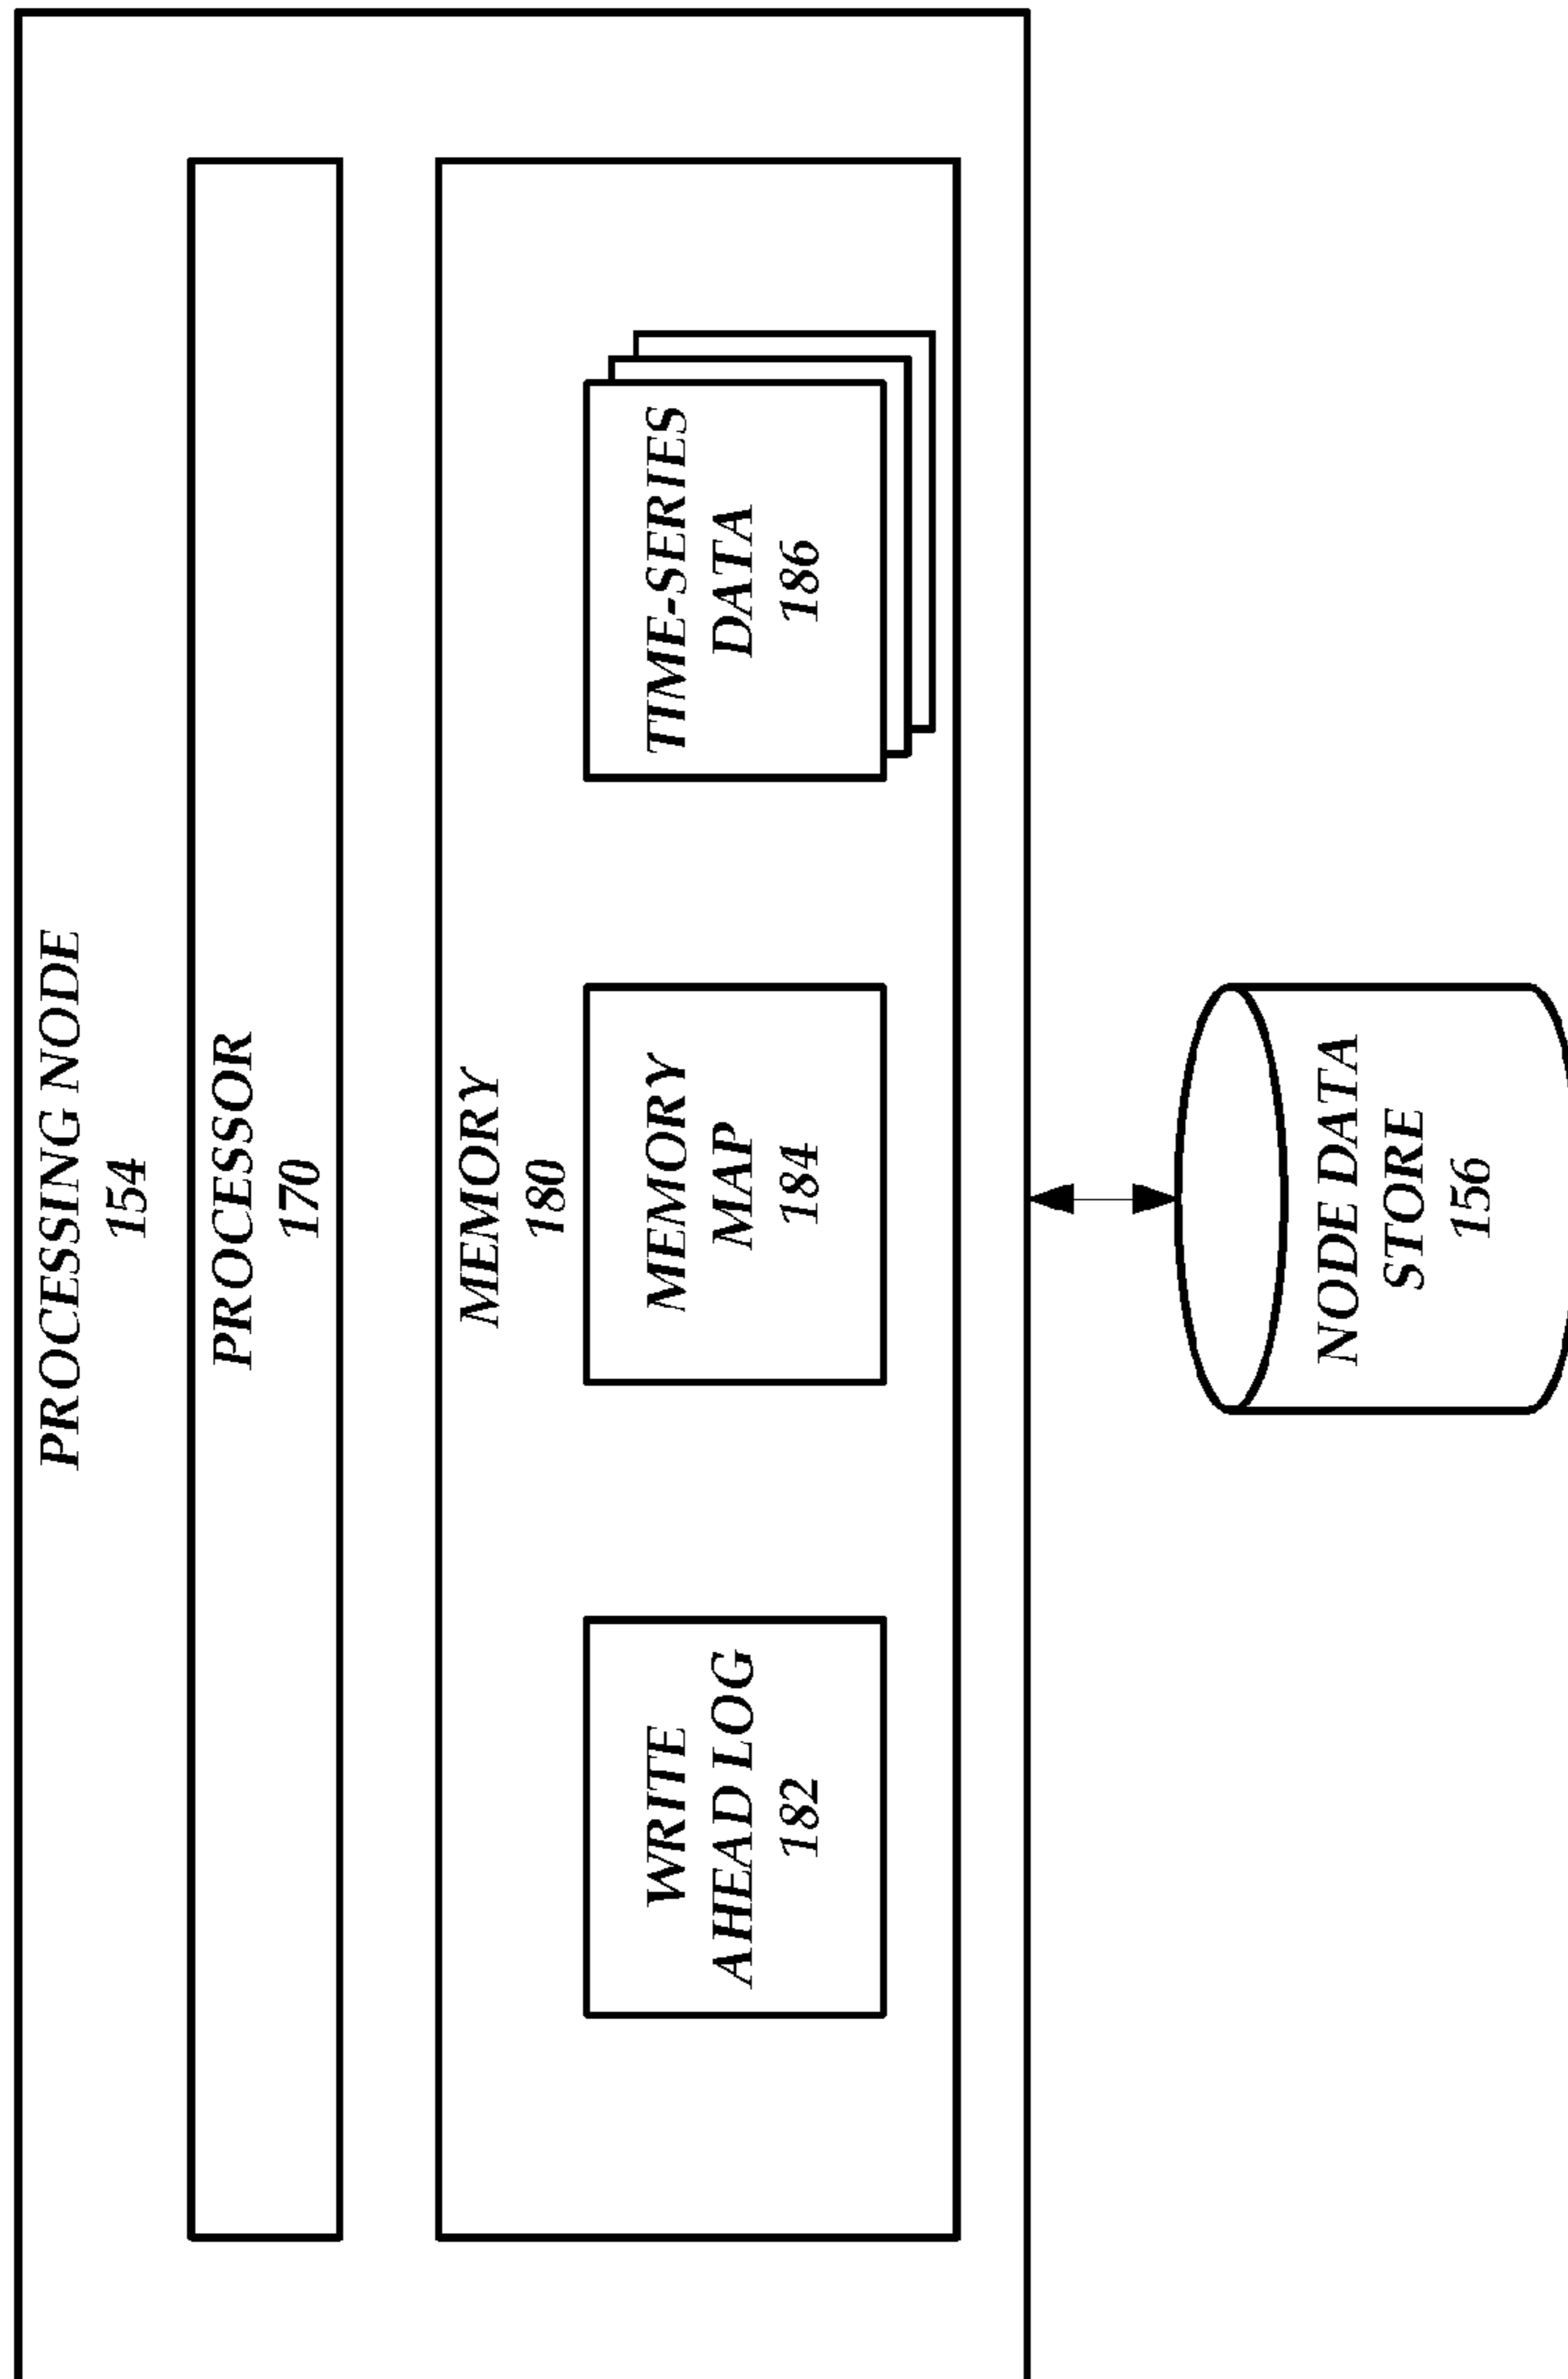 PROCESSING NODE
154
PROCESSOR
170
MEMORY
180
WRITE
AHEAD LOG
182
MEMORY
MAP
184
TIME-SERIES
DATA
186
NODE DATA
STORE
156